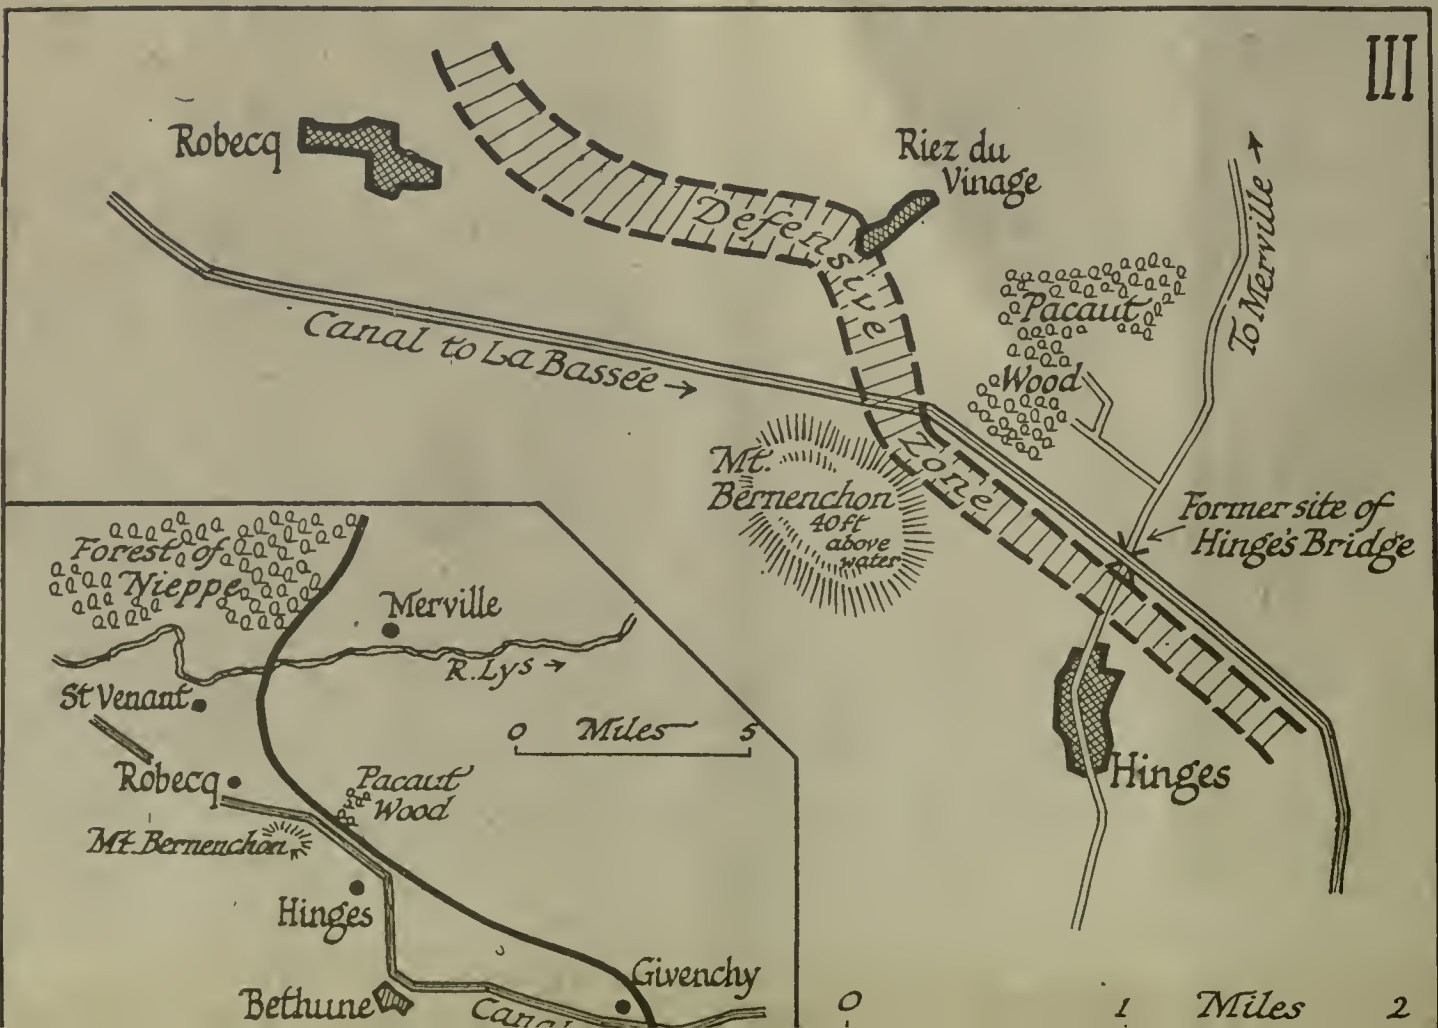 III
Robecq
Riez du
Vinage
Defensive
Zone
To Merville →
Pacaut
Wood
Canal to La Bassée →
Mt.
Bernenchon
40ft
above
water
Former site of
Hinge's Bridge
Hinges
0 1 Miles 2
Forest of
Nieppe
Merville
R. Lys →
St Venant
0 Miles 5
Robecq
Pacaut
Wood
Mt. Bernenchon
Hinges
Givenchy
Bethune
Canal